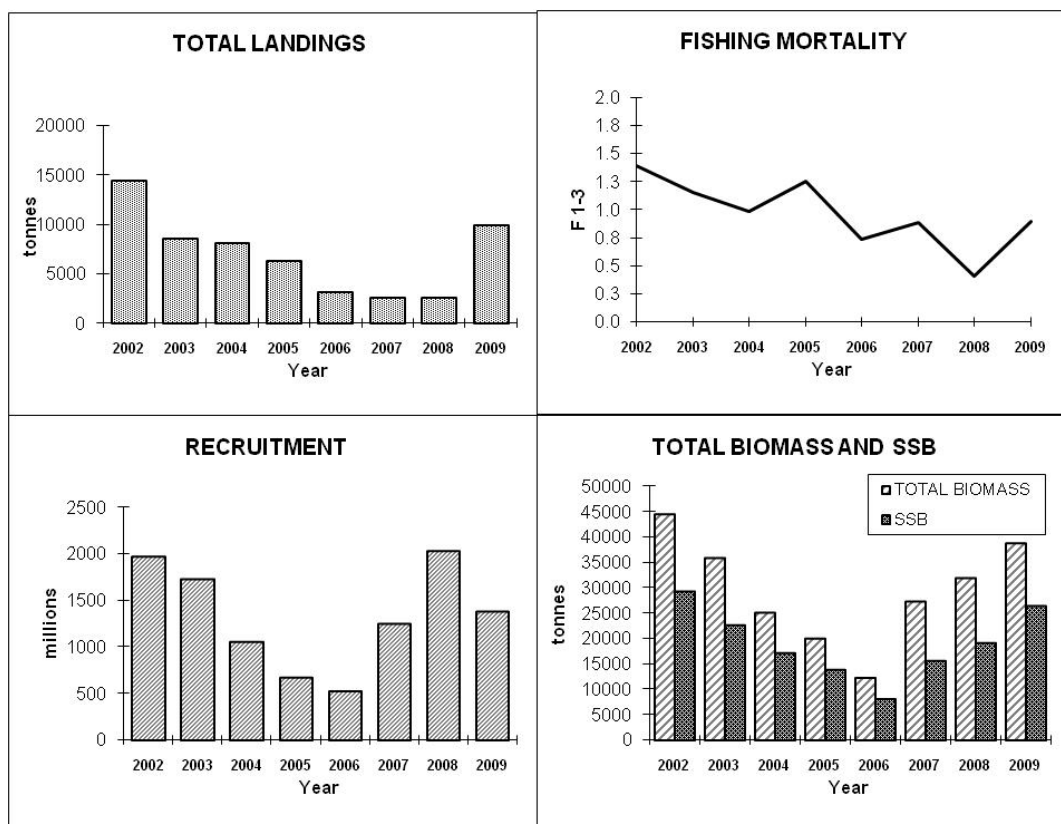 TOTAL LANDINGS
20000
15000
10000
5000
0
tonnes
2002 2003 2004 2005 2006 2007 2008 2009
Year
FISHING MORTALITY
2.0
1.8
1.5
1.3
1.0
0.8
0.5
0.3
0.0
F 1-3
2002 2003 2004 2005 2006 2007 2008 2009
Year
RECRUITMENT
2500
2000
1500
1000
500
0
millions
2002 2003 2004 2005 2006 2007 2008 2009
Year
TOTAL BIOMASS AND SSB
TOTAL BIOMASS
SSB
50000
45000
40000
35000
30000
25000
20000
15000
10000
5000
0
tonnes
2002 2003 2004 2005 2006 2007 2008 2009
Year